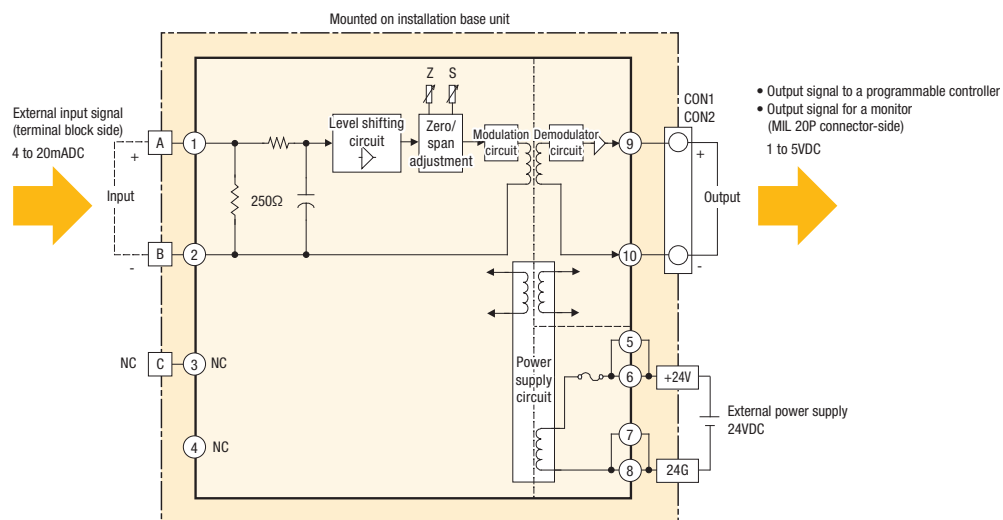 Mounted on installation base unit
External input signal
(terminal block side)
4 to 20mADC
A
1
+
Input
-
B
2
250Ω
Level shifting
circuit
Z
S
Zero/
span
adjustment
Modulation
circuit
Demodulator
circuit
9
10
CON1
CON2
+
Output
-
• Output signal to a programmable controller
• Output signal for a monitor
(MIL 20P connector-side)
1 to 5VDC
NC
C
3
NC
4
NC
Power
supply
circuit
5
6
7
8
+24V
24G
External power supply
24VDC